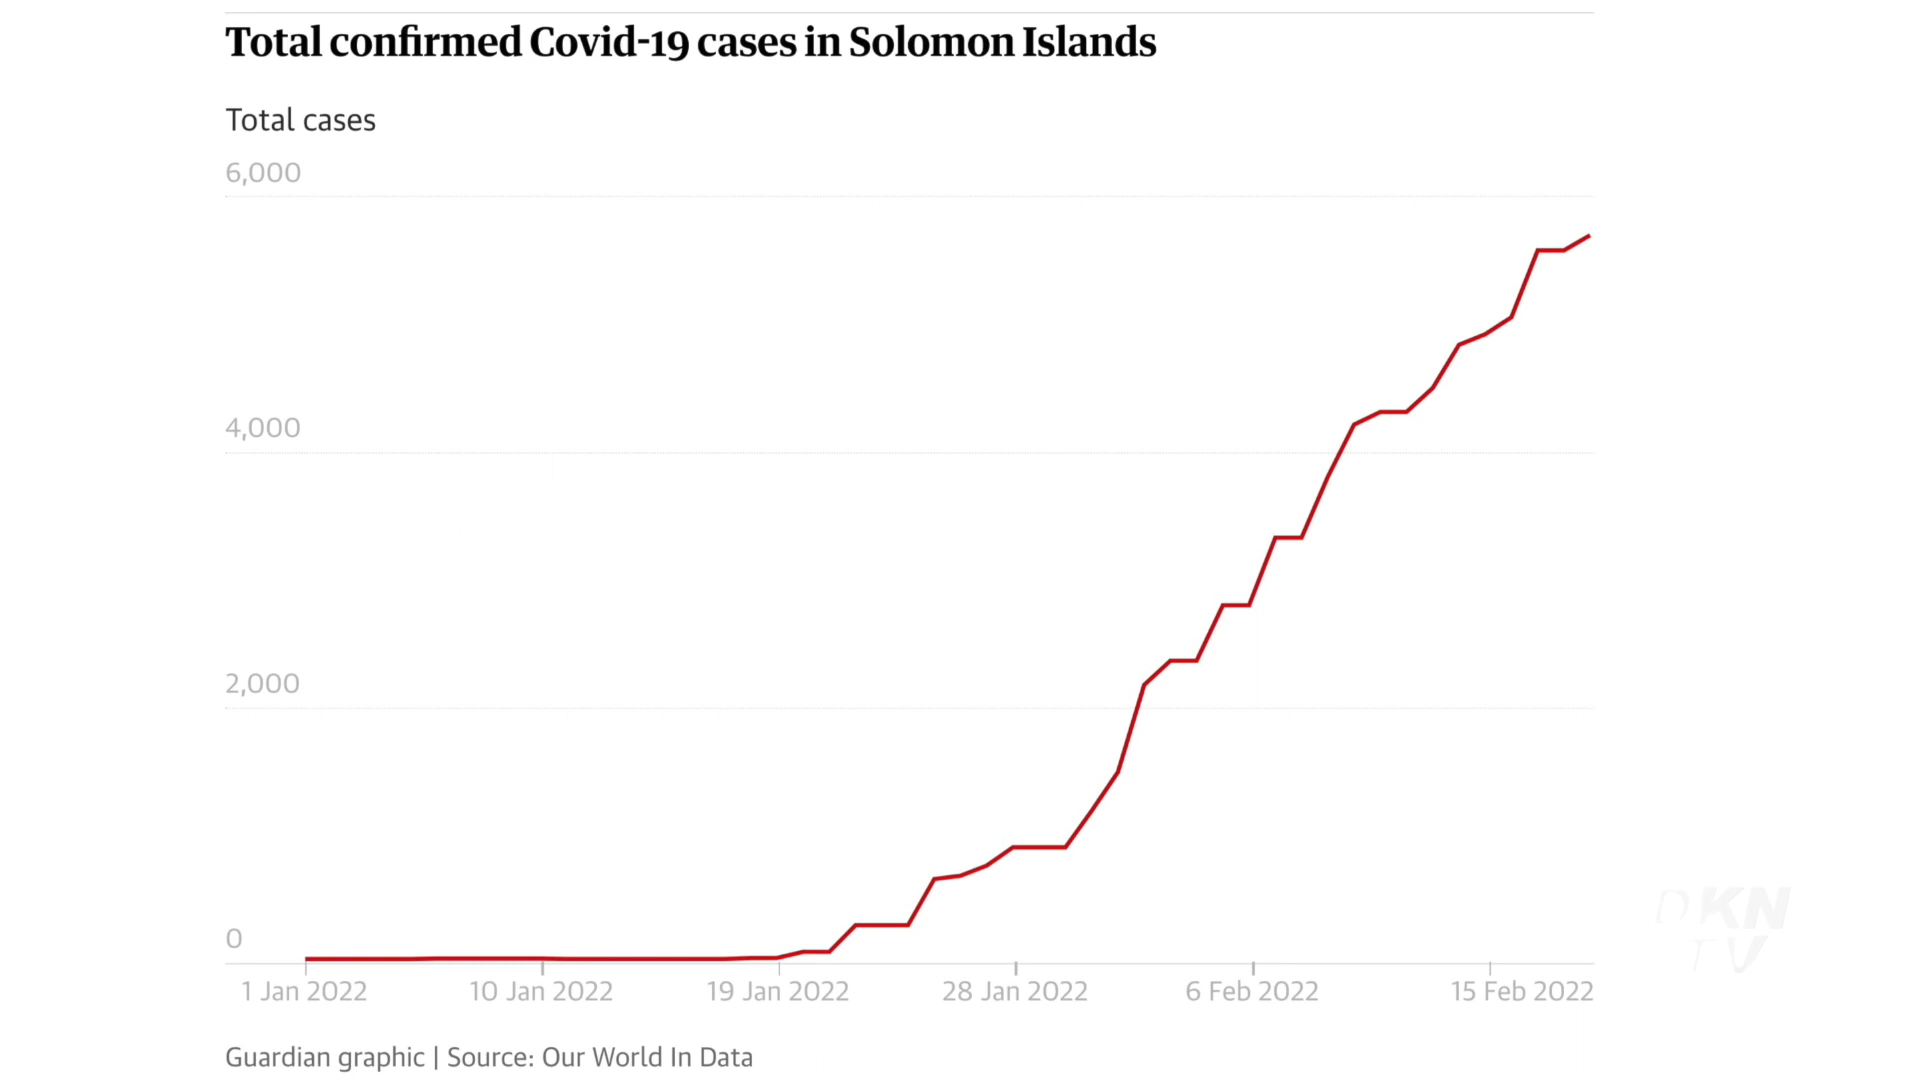 Total confirmed Covid-19 cases in Solomon Islands
Total cases
6,000
4,000
2,000
0
1 Jan 2022 10 Jan 2022 19 Jan 2022 28 Jan 2022 6 Feb 2022 15 Feb 2022
Guardian graphic | Source: Our World In Data
KN
TV